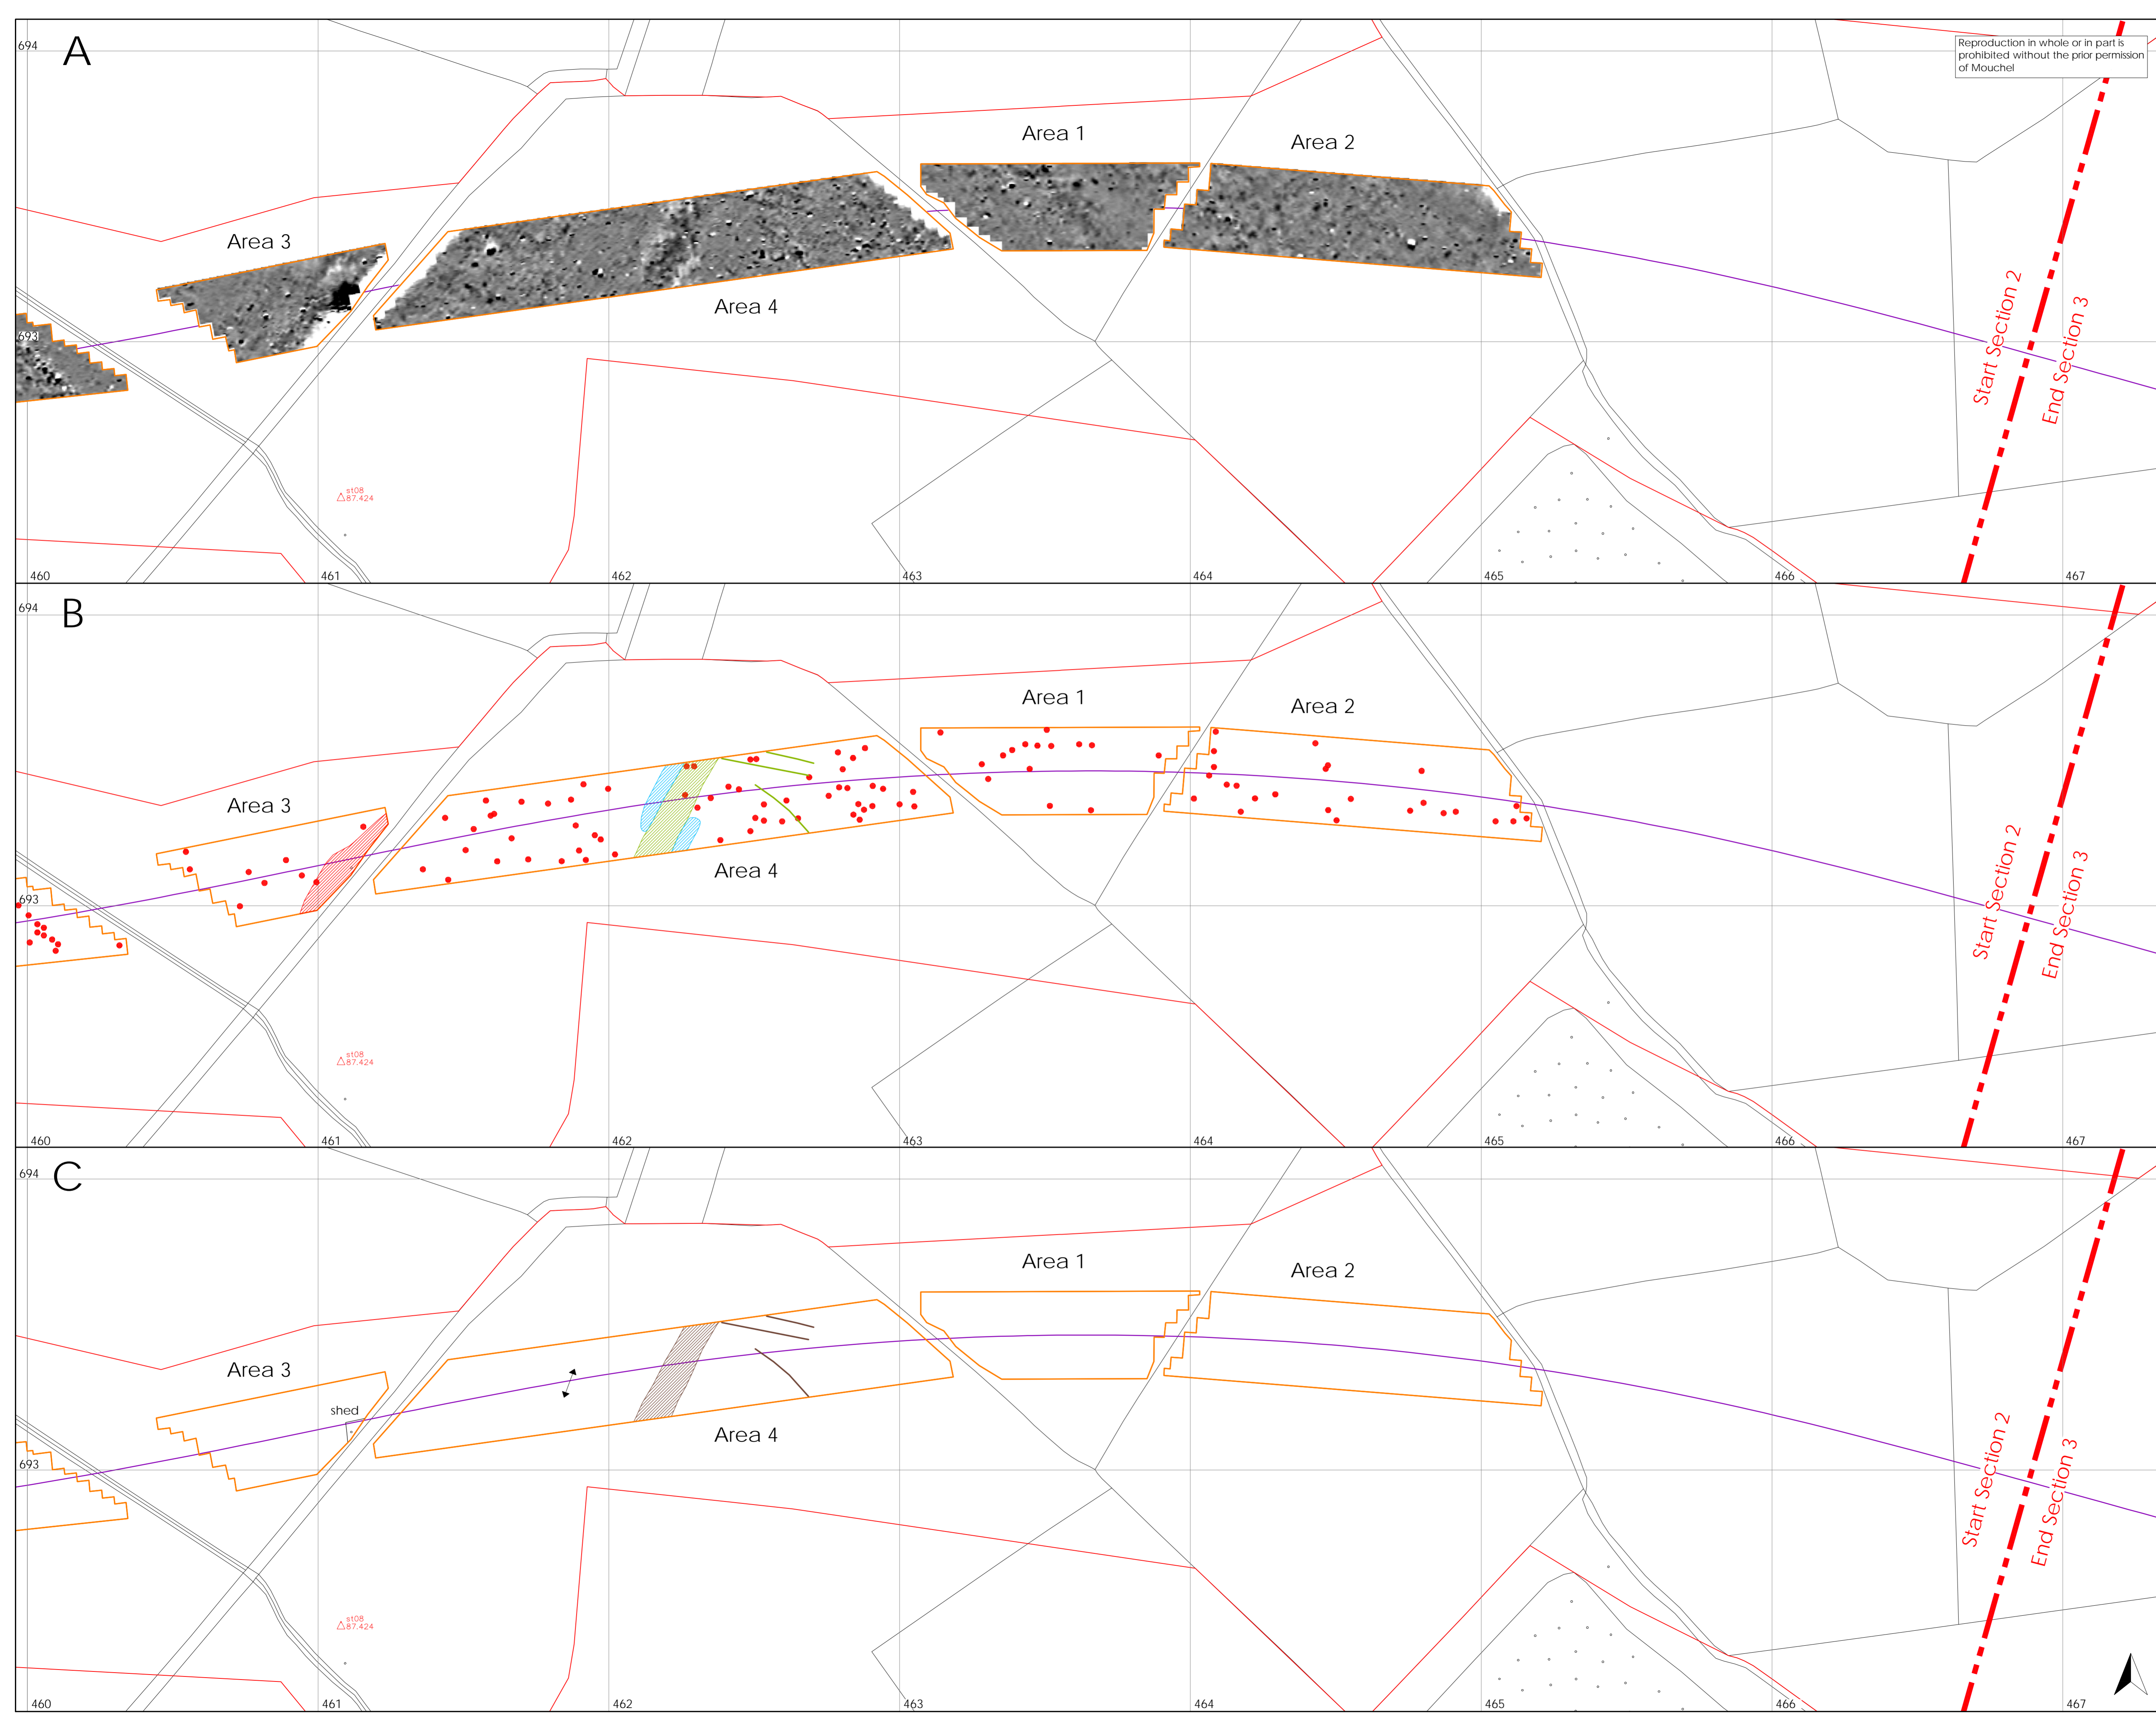 694
A
Reproduction in whole or in part is
prohibited without the prior permission
of Mouchel
Area 1
Area 2
Area 3
Area 4
693
Start Section 2
End Section 3
st08
87.424
460
461
462
463
464
465
466
467
694
B
Area 1
Area 2
Area 3
Area 4
693
Start Section 2
End Section 3
st08
87.424
460
461
462
463
464
465
466
467
694
C
Area 1
Area 2
Area 3
shed
Area 4
693
Start Section 2
End Section 3
st08
87.424
460
461
462
463
464
465
466
467